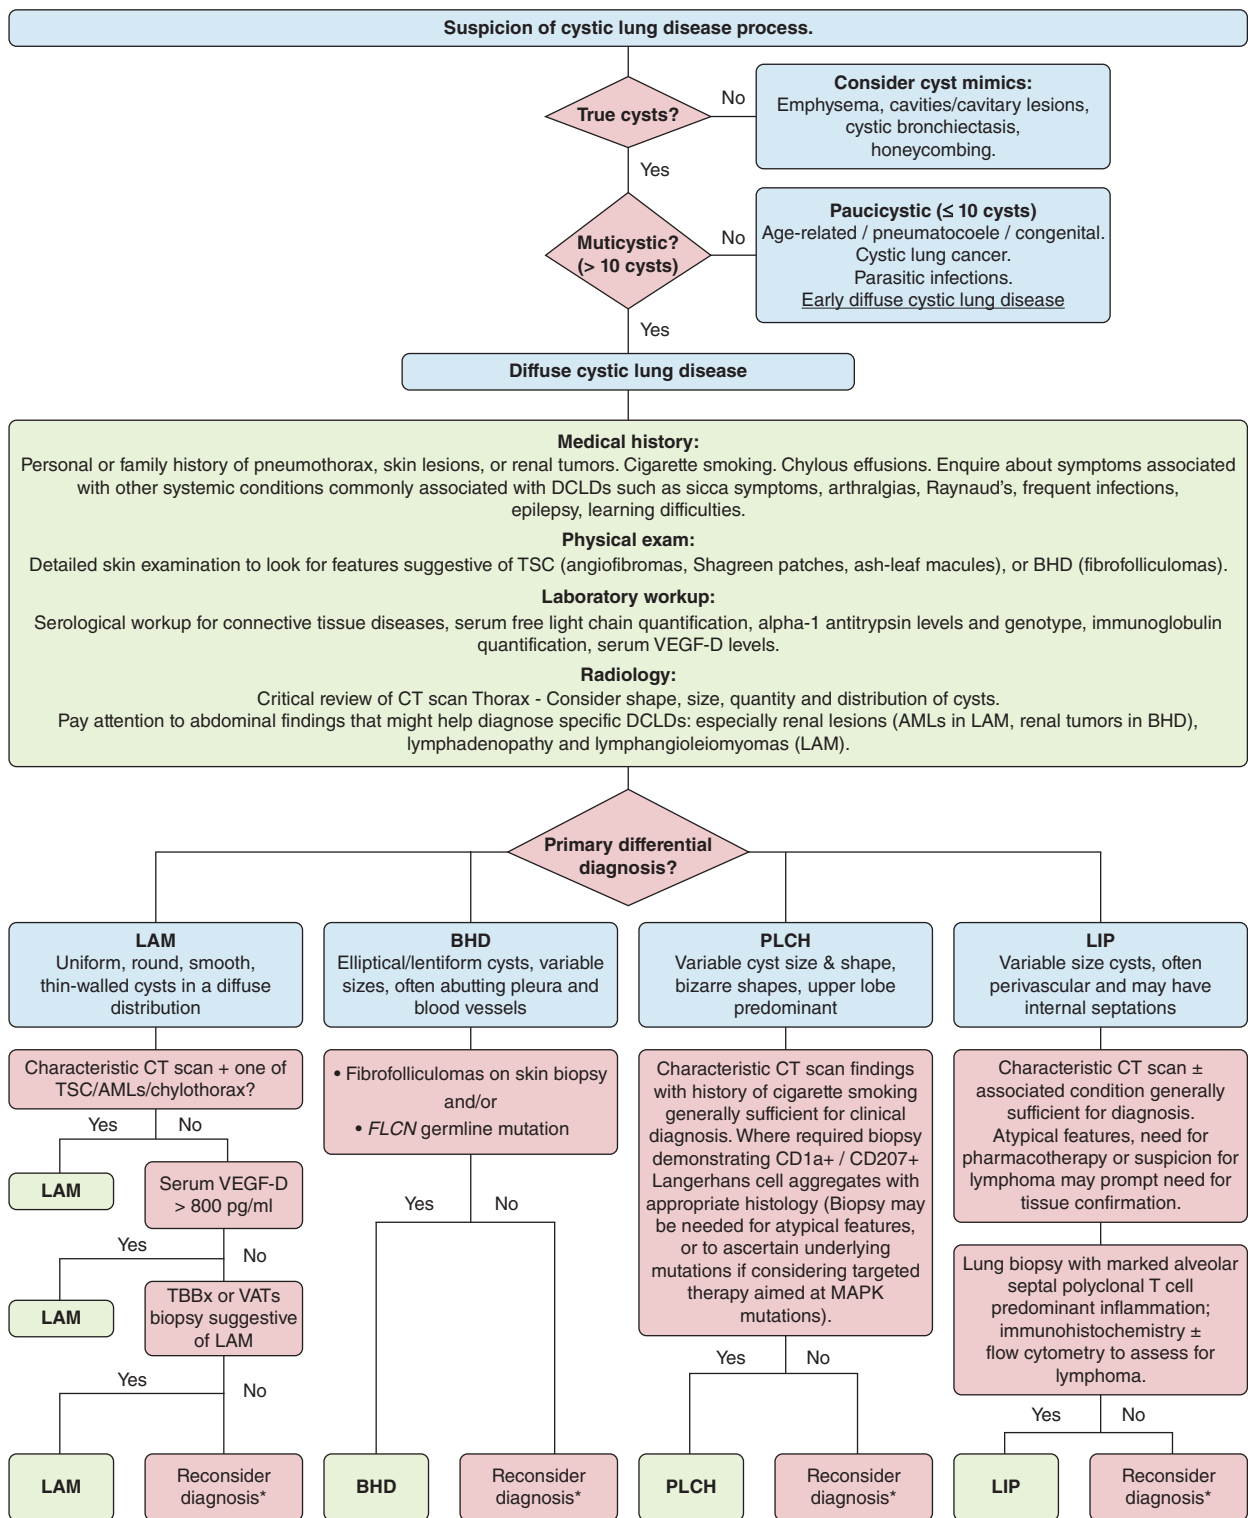 Suspicion of cystic lung disease process.
True cysts?
No
Consider cyst mimics:
Emphysema, cavities/cavitary lesions,
cystic bronchiectasis,
honeycombing.
Yes
Muticystic?
(> 10 cysts)
No
Paucicystic (≤ 10 cysts)
Age-related / pneumatocoele / congenital.
Cystic lung cancer.
Parasitic infections.
Early diffuse cystic lung disease
Yes
Diffuse cystic lung disease
Medical history:
Personal or family history of pneumothorax, skin lesions, or renal tumors. Cigarette smoking. Chylous effusions. Enquire about symptoms associated
with other systemic conditions commonly associated with DCLDs such as sicca symptoms, arthralgias, Raynaud's, frequent infections,
epilepsy, learning difficulties.
Physical exam:
Detailed skin examination to look for features suggestive of TSC (angiofibromas, Shagreen patches, ash-leaf macules), or BHD (fibrofolliculomas).
Laboratory workup:
Serological workup for connective tissue diseases, serum free light chain quantification, alpha-1 antitrypsin levels and genotype, immunoglobulin
quantification, serum VEGF-D levels.
Radiology:
Critical review of CT scan Thorax - Consider shape, size, quantity and distribution of cysts.
Pay attention to abdominal findings that might help diagnose specific DCLDs: especially renal lesions (AMLs in LAM, renal tumors in BHD),
lymphadenopathy and lymphangioleiomyomas (LAM).
Primary differential
diagnosis?
LAM
Uniform, round, smooth,
thin-walled cysts in a diffuse
distribution
Characteristic CT scan + one of
TSC/AMLs/chylothorax?
Yes
No
LAM
Serum VEGF-D
> 800 pg/ml
Yes
No
LAM
TBBx or VATs
biopsy suggestive
of LAM
Yes
No
LAM
Reconsider
diagnosis*
BHD
Elliptical/lentiform cysts, variable
sizes, often abutting pleura and
blood vessels
• Fibrofolliculomas on skin biopsy
and/or
• FLCN germline mutation
Yes
No
BHD
Reconsider
diagnosis*
PLCH
Variable cyst size & shape,
bizarre shapes, upper lobe
predominant
Characteristic CT scan findings
with history of cigarette smoking
generally sufficient for clinical
diagnosis. Where required biopsy
demonstrating CD1a+ / CD207+
Langerhans cell aggregates with
appropriate histology (Biopsy may
be needed for atypical features,
or to ascertain underlying
mutations if considering targeted
therapy aimed at MAPK
mutations).
Yes
No
PLCH
Reconsider
diagnosis*
LIP
Variable size cysts, often
perivascular and may have
internal septations
Characteristic CT scan ±
associated condition generally
sufficient for diagnosis.
Atypical features, need for
pharmacotherapy or suspicion for
lymphoma may prompt need for
tissue confirmation.
Lung biopsy with marked alveolar
septal polyclonal T cell
predominant inflammation;
immunohistochemistry ±
flow cytometry to assess for
lymphoma.
Yes
No
LIP
Reconsider
diagnosis*